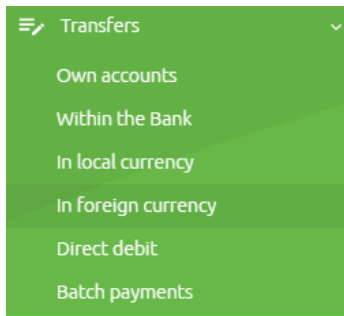 Transfers
Own accounts
Within the Bank
In local currency
In foreign currency
Direct debit
Batch payments